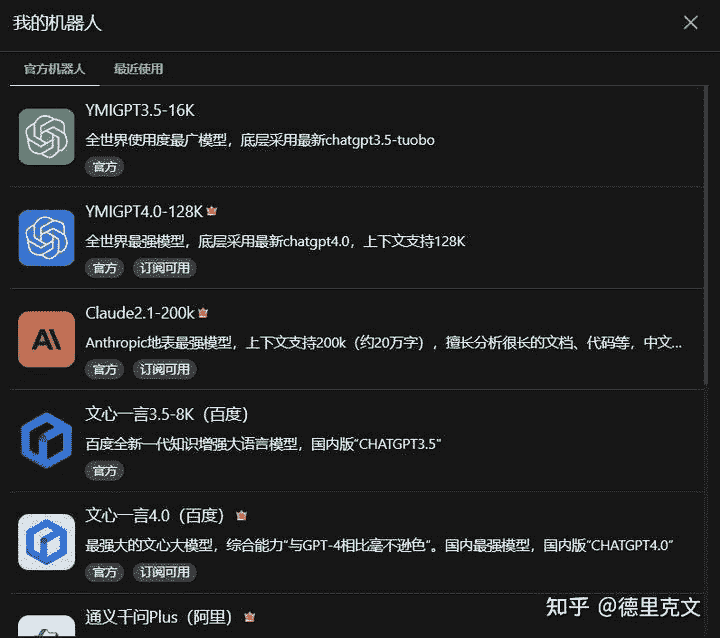 我的机器人
官方机器人 最近使用
YMIGPT3.5-16K
全世界使用度最广模型，底层采用最新chatgpt3.5-tuobo
官方
YMIGPT4.0-128K
全世界最强模型，底层采用最新chatgpt4.0，上下文支持128K
官方 订阅可用
Claude2.1-200k
Anthropic地表最强模型，上下文支持200k（约20万字），擅长分析很长的文档、代码等，中文...
官方 订阅可用
文心一言3.5-8K（百度）
百度全新一代知识增强大语言模型，国内版“CHATGPT3.5”
官方
文心一言4.0（百度）
最强大的文心大模型，综合能力“与GPT-4相比毫不逊色”。国内最强模型，国内版“CHATGPT4.0”
官方 订阅可用
通义千问Plus（阿里）
知乎 @德里克文